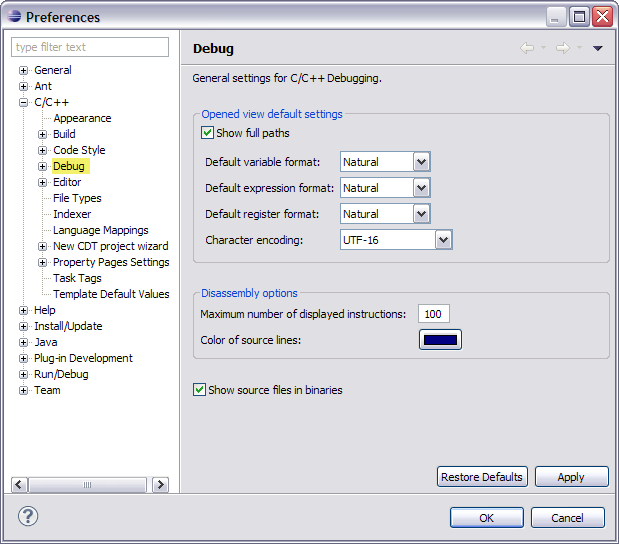 Preferences
type filter text
General
Ant
C/C++
Appearance
Build
Code Style
Debug
Editor
File Types
Indexer
Language Mappings
New CDT project wizard
Property Pages Settings
Task Tags
Template Default Values
Help
Install/Update
Java
Plug-in Development
Run/Debug
Team
Debug
General settings for C/C++ Debugging.
Opened view default settings
Show full paths
Default variable format: Natural
Default expression format: Natural
Default register format: Natural
Character encoding: UTF-16
Disassembly options
Maximum number of displayed instructions: 100
Color of source lines:
Show source files in binaries
Restore Defaults Apply
? OK Cancel